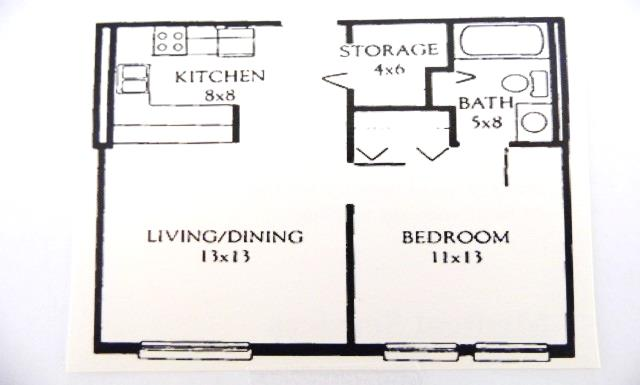 KITCHEN
8x8
STORAGE
4x6
BATH
5x8
LIVING/DINING
13x13
BEDROOM
11x13